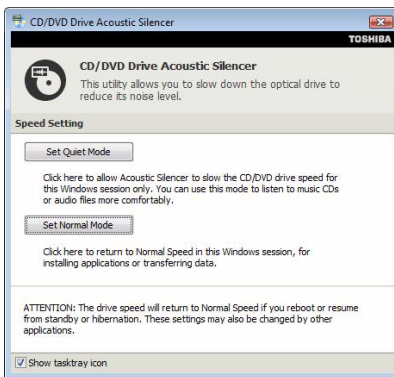 CD/DVD Drive Acoustic Silencer
TOSHIBA
CD/DVD Drive Acoustic Silencer
This utility allows you to slow down the optical drive to
reduce its noise level.
Speed Setting
Set Quiet Mode
Click here to allow Acoustic Silencer to slow the CD/DVD drive speed for
this Windows session only. You can use this mode to listen to music CDs
or audio files more comfortably.
Set Normal Mode
Click here to return to Normal Speed in this Windows session, for
installing applications or transferring data.
ATTENTION: The drive speed will return to Normal Speed if you reboot or resume
from standby or hibernation. These settings may also be changed by other
applications.
Show tasktray icon